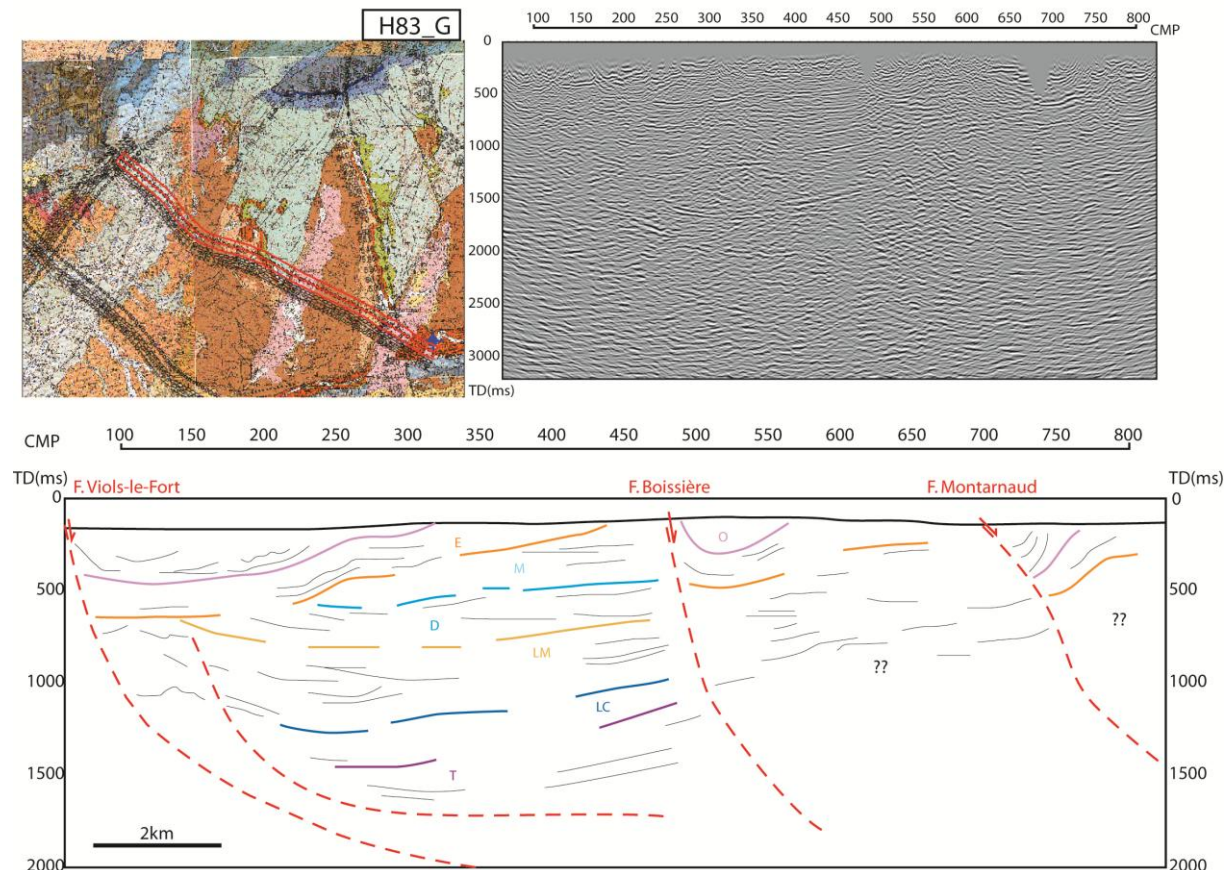 H83_G
100 150 200 250 300 350 400 450 500 550 600 650 700 750 800
CMP
0
500
1000
1500
2000
2500
3000
TD(ms)
CMP
100 150 200 250 300 350 400 450 500 550 600 650 700 750 800
TD(ms) TD(ms)
F. Viols-le-Fort F. Boissière F. Montarnaud
0 0
E O
M
500 500
D
??
LM
??
1000 1000
LC
T
1500 1500
2km
2000 2000